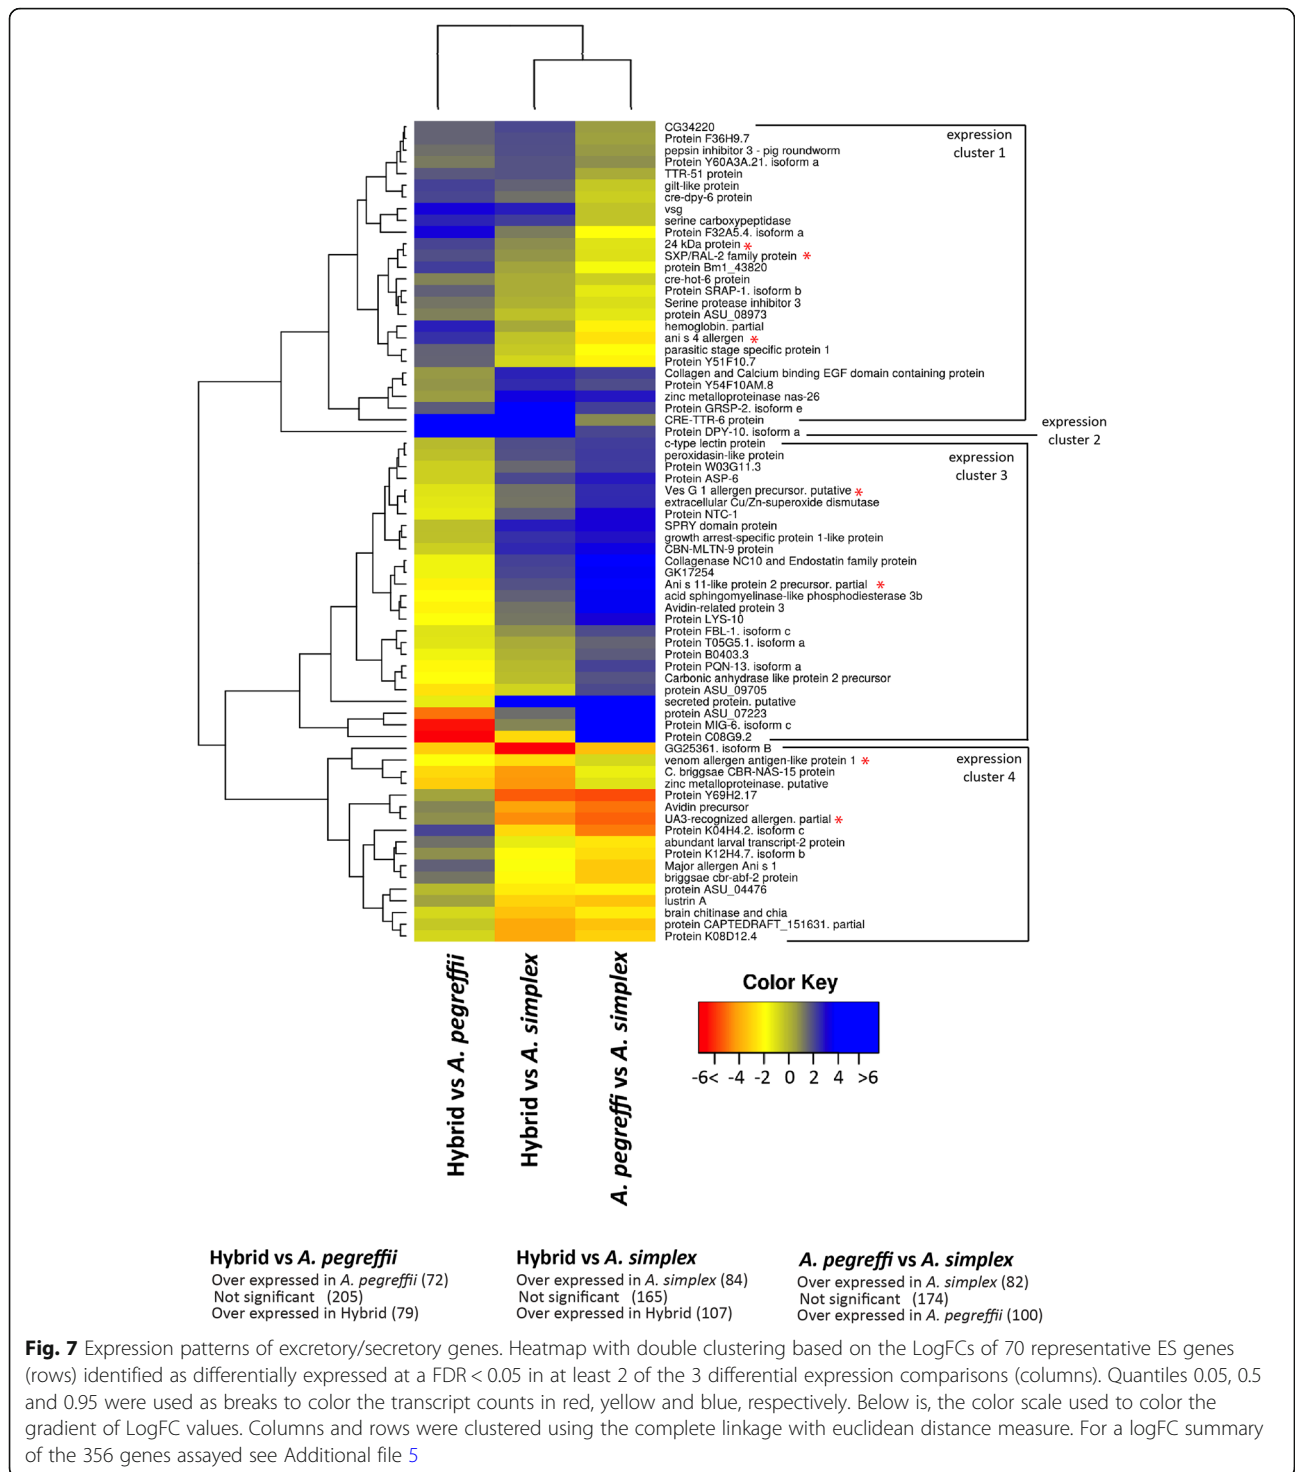 CG34220
Protein F36H9.7
pepsin inhibitor 3 - pig roundworm
Protein Y60A3A.21. isoform a
TTR-51 protein
gilt-like protein
cre-dpy-6 protein
vsg
serine carboxypeptidase
Protein F32A5.4. isoform a
24 kDa protein *
SXP/RAL-2 family protein *
protein Bm1_43820
cre-hot-6 protein
Protein SRAP-1. isoform b
Serine protease inhibitor 3
protein ASU_08973
hemoglobin. partial
ani s 4 allergen *
parasitic stage specific protein 1
Protein Y51F10.7
Collagen and Calcium binding EGF domain containing protein
Protein Y54F10AM.8
zinc metalloproteinase nas-26
Protein GRSP-2. isoform e
CRE-TTR-6 protein
expression
cluster 1
Protein DPY-10. isoform a
expression
cluster 2
c-type lectin protein
peroxidasin-like protein
Protein W03G11.3
Protein ASP-6
Ves G 1 allergen precursor. putative *
extracellular Cu/Zn-superoxide dismutase
Protein NTC-1
SPRY domain protein
growth arrest-specific protein 1-like protein
CBN-MLTN-9 protein
Collagenase NC10 and Endostatin family protein
GK17254
Ani s 11-like protein 2 precursor. partial *
acid sphingomyelinase-like phosphodiesterase 3b
Avidin-related protein 3
Protein LYS-10
Protein FBL-1. isoform c
Protein T05G5.1. isoform a
Protein B0403.3
Protein PQN-13. isoform a
Carbonic anhydrase like protein 2 precursor
protein ASU_09705
secreted protein. putative
protein ASU_07223
Protein MIG-6. isoform c
Protein C08G9.2
expression
cluster 3
GG25361. isoform B
venom allergen antigen-like protein 1 *
C. briggsae CBR-NAS-15 protein
zinc metalloproteinase. putative
Protein Y69H2.17
Avidin precursor
UA3-recognized allergen. partial *
Protein K04H4.2. isoform c
abundant larval transcript-2 protein
Protein K12H4.7. isoform b
Major allergen Ani s 1
briggsae cbr-abf-2 protein
protein ASU_04476
lustrin A
brain chitinase and chia
protein CAPTEDRAFT_151631. partial
Protein K08D12.4
expression
cluster 4
Hybrid vs A. pegreffii
Hybrid vs A. simplex
A. pegreffi vs A. simplex
Color Key
-6< -4 -2 0 2 4 >6
Hybrid vs A. pegreffii
Over expressed in A. pegreffii (72)
Not significant (205)
Over expressed in Hybrid (79)
Hybrid vs A. simplex
Over expressed in A. simplex (84)
Not significant (165)
Over expressed in Hybrid (107)
A. pegreffi vs A. simplex
Over expressed in A. simplex (82)
Not significant (174)
Over expressed in A. pegreffii (100)
Fig. 7 Expression patterns of excretory/secretory genes. Heatmap with double clustering based on the LogFCs of 70 representative ES genes
(rows) identified as differentially expressed at a FDR < 0.05 in at least 2 of the 3 differential expression comparisons (columns). Quantiles 0.05, 0.5
and 0.95 were used as breaks to color the transcript counts in red, yellow and blue, respectively. Below is, the color scale used to color the
gradient of LogFC values. Columns and rows were clustered using the complete linkage with euclidean distance measure. For a logFC summary
of the 356 genes assayed see Additional file 5